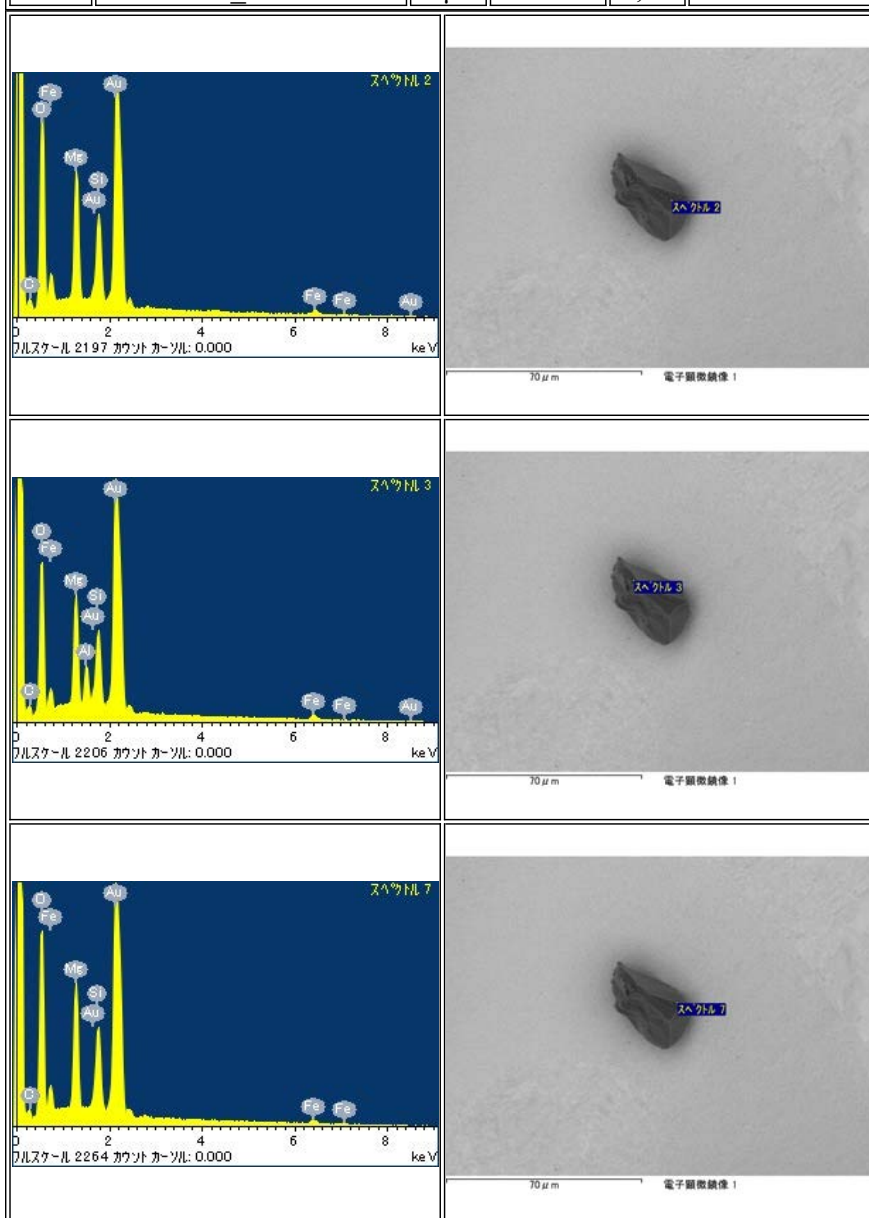 スペクトル 2
Au
Fe
O
Mg
Si
Au
C
Fe
Fe
Au
0 2 4 6 8
フルスケール 2197 カウント カーソル: 0.000 keV
スペクトル 2
70μm 電子顕微鏡像 1
スペクトル 3
Au
O
Fe
Mg
Si
Au
Al
C
Fe
Fe
Au
0 2 4 6 8
フルスケール 2206 カウント カーソル: 0.000 keV
スペクトル 3
70μm 電子顕微鏡像 1
スペクトル 7
Au
O
Fe
Mg
Si
Au
C
Fe
Fe
0 2 4 6 8
フルスケール 2264 カウント カーソル: 0.000 keV
スペクトル 7
70μm 電子顕微鏡像 1